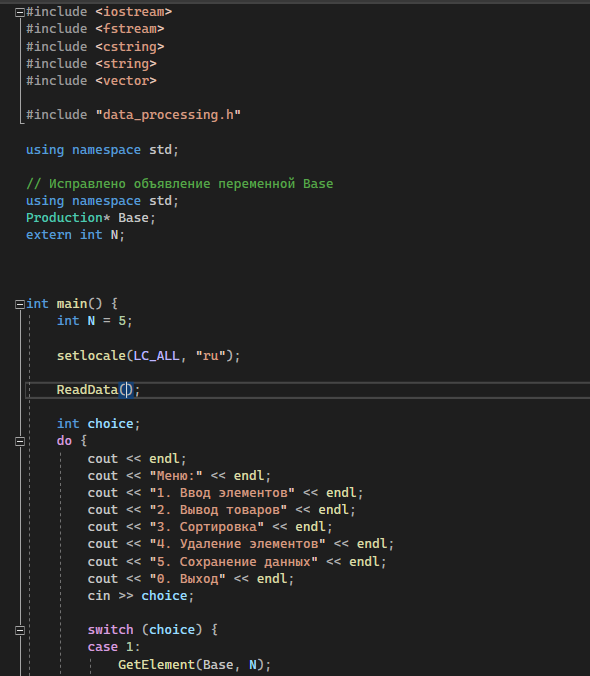 #include <iostream>
#include <fstream>
#include <cstring>
#include <string>
#include <vector>
#include "data_processing.h"
using namespace std;
// Исправлено объявление переменной Base
using namespace std;
Production* Base;
extern int N;
int main() {
int N = 5;
setlocale(LC_ALL, "ru");
ReadData();
int choice;
do {
cout << endl;
cout << "Меню:" << endl;
cout << "1. Ввод элементов" << endl;
cout << "2. Вывод товаров" << endl;
cout << "3. Сортировка" << endl;
cout << "4. Удаление элементов" << endl;
cout << "5. Сохранение данных" << endl;
cout << "0. Выход" << endl;
cin >> choice;
switch (choice) {
case 1:
GetElement(Base, N);